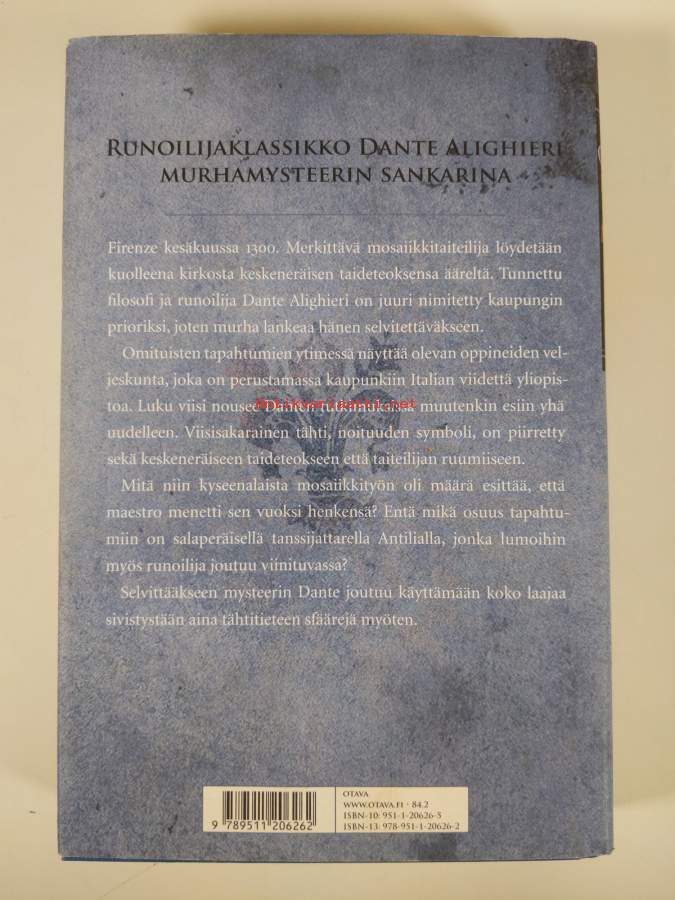 Runoilijaklassikko Dante Alighieri
murhamysteerin sankarina
Firenze kesäkuussa 1300. Merkittävä mosaiikkitaiteilija löydetään
kuolleena kirkosta keskeneräisen taideteoksensa ääreltä. Tunnettu
filosofi ja runoilija Dante Alighieri on juuri nimitetty kaupungin
prioriksi, joten murha lankeaa hänen selvitettäväkseen.
Omituisten tapahtumien ytimessä näyttää olevan oppineiden vel-
jeskunta, joka on perustamassa kaupunkiin Italian viidettä yliopis-
toa. Luku viisi nousee Danten tutkimuksissa muutenkin esiin yhä
Antikvariaatti.net
uudelleen. Viisisakarainen tähti, noituuden symboli, on piirretty
sekä keskeneräiseen taideteokseen että taiteilijan ruumiiseen.
Mitä niin kyseenalaista mosaiikkityön oli määrä esittää, että
maestro menetti sen vuoksi henkensä? Entä mikä osuus tapahtu-
miin on salaperäisellä tanssijattarella Antilialla, jonka lumoihin
myös runoilija joutuu viinituvassa?
Selvittääkseen mysteerin Dante joutuu käyttämään koko laajaa
sivistystään aina tähtitieteen sfäärejä myöten.
OTAVA
WWW.OTAVA.FI · 84.2
ISBN-10: 951-1-20626-5
ISBN-13: 978-951-1-20626-2
9 789511 206262